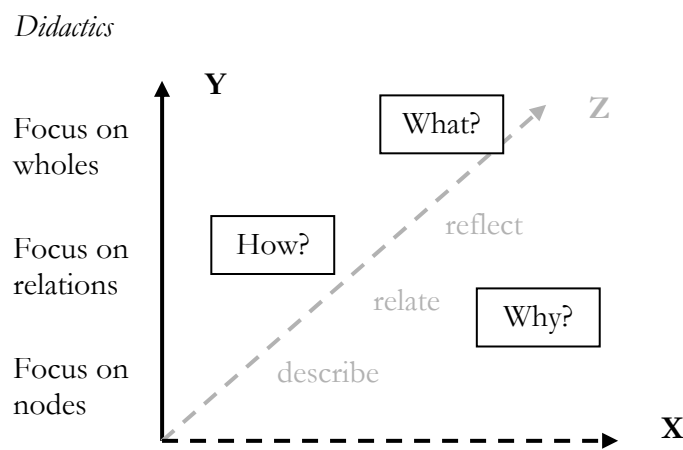 Didactics
Y
What?
Z
Focus on
wholes
reflect
How?
Focus on
relations
relate
Why?
describe
Focus on
nodes
X